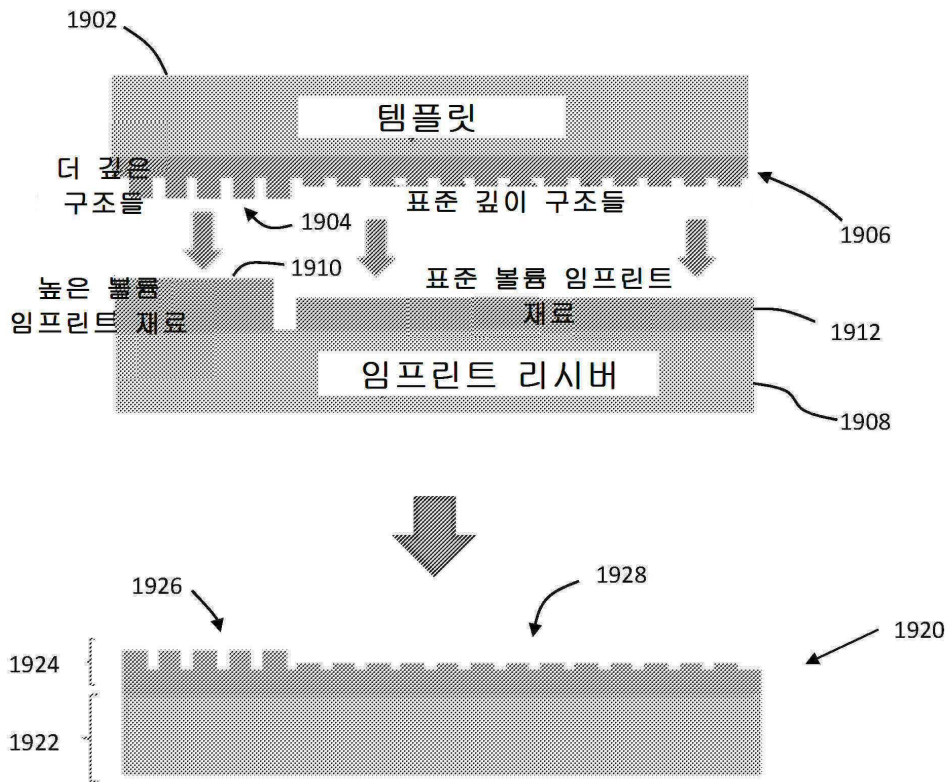 1902
템플릿
더 깊은
구조들
표준 깊이 구조들
1904
1906
1910
높은 볼륨
임프린트 재료
표준 볼륨 임프린트
재료
1912
임프린트 리시버
1908
1926
1928
1920
1924
1922